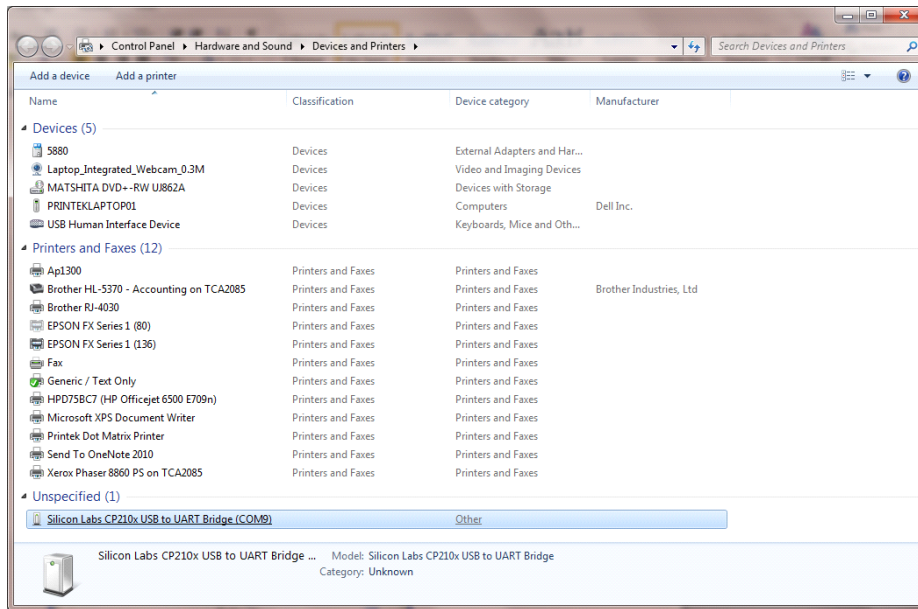 Control Panel ▸ Hardware and Sound ▸ Devices and Printers ▸ Search Devices and Printers
Add a device Add a printer
Name Classification Device category Manufacturer
Devices (5)
5880 Devices External Adapters and Har...
Laptop_Integrated_Webcam_0.3M Devices Video and Imaging Devices
MATSHITA DVD+-RW UJ862A Devices Devices with Storage
PRINTEKLAPTOP01 Devices Computers Dell Inc.
USB Human Interface Device Devices Keyboards, Mice and Oth...
Printers and Faxes (12)
Ap1300 Printers and Faxes Printers and Faxes
Brother HL-5370 - Accounting on TCA2085 Printers and Faxes Printers and Faxes Brother Industries, Ltd
Brother RJ-4030 Printers and Faxes Printers and Faxes
EPSON FX Series 1 (80) Printers and Faxes Printers and Faxes
EPSON FX Series 1 (136) Printers and Faxes Printers and Faxes
Fax Printers and Faxes Printers and Faxes
Generic / Text Only Printers and Faxes Printers and Faxes
HPD75BC7 (HP Officejet 6500 E709n) Printers and Faxes Printers and Faxes
Microsoft XPS Document Writer Printers and Faxes Printers and Faxes
Printek Dot Matrix Printer Printers and Faxes Printers and Faxes
Send To OneNote 2010 Printers and Faxes Printers and Faxes
Xerox Phaser 8860 PS on TCA2085 Printers and Faxes Printers and Faxes
Unspecified (1)
Silicon Labs CP210x USB to UART Bridge (COM9) Other
Silicon Labs CP210x USB to UART Bridge ... Model: Silicon Labs CP210x USB to UART Bridge
Category: Unknown